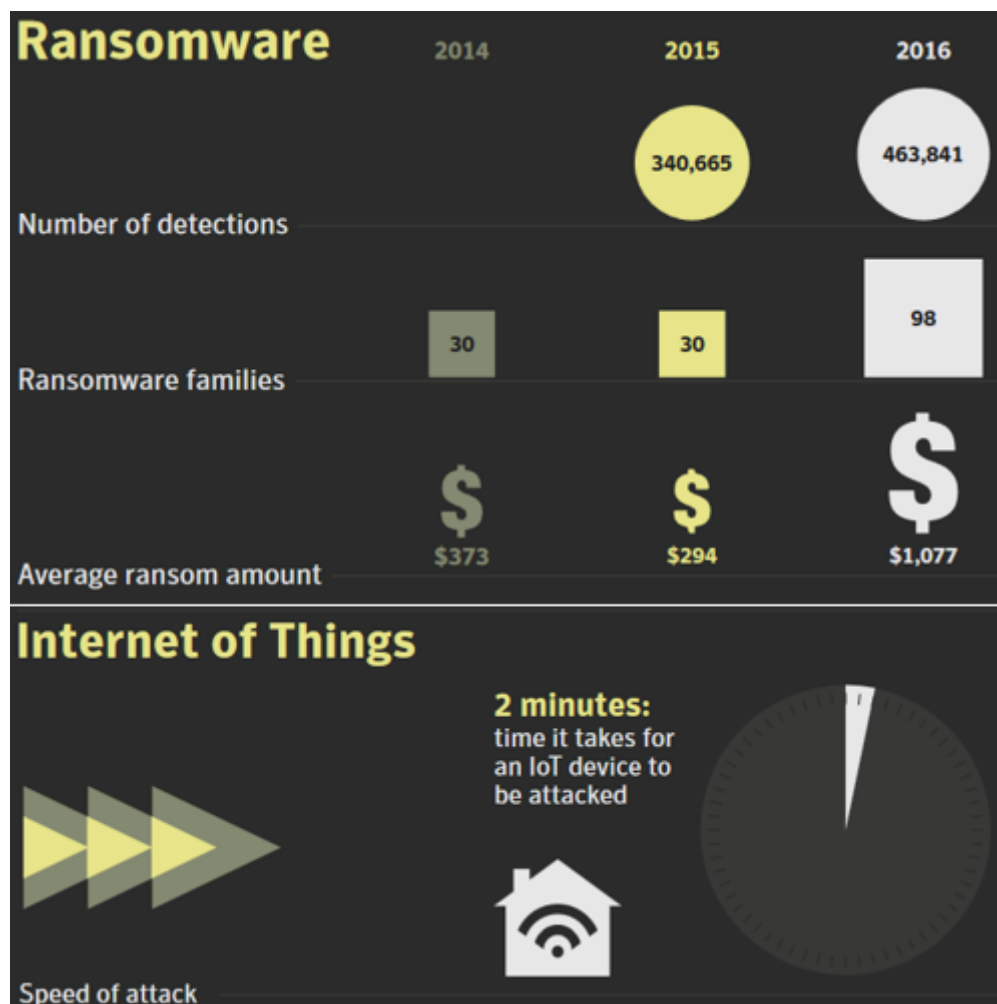 Ransomware 2014 2015 2016
340,665 463,841
Number of detections
30 30 98
Ransomware families
$ $ $
$373 $294 $1,077
Average ransom amount
Internet of Things
2 minutes:
time it takes for
an IoT device to
be attacked
Speed of attack